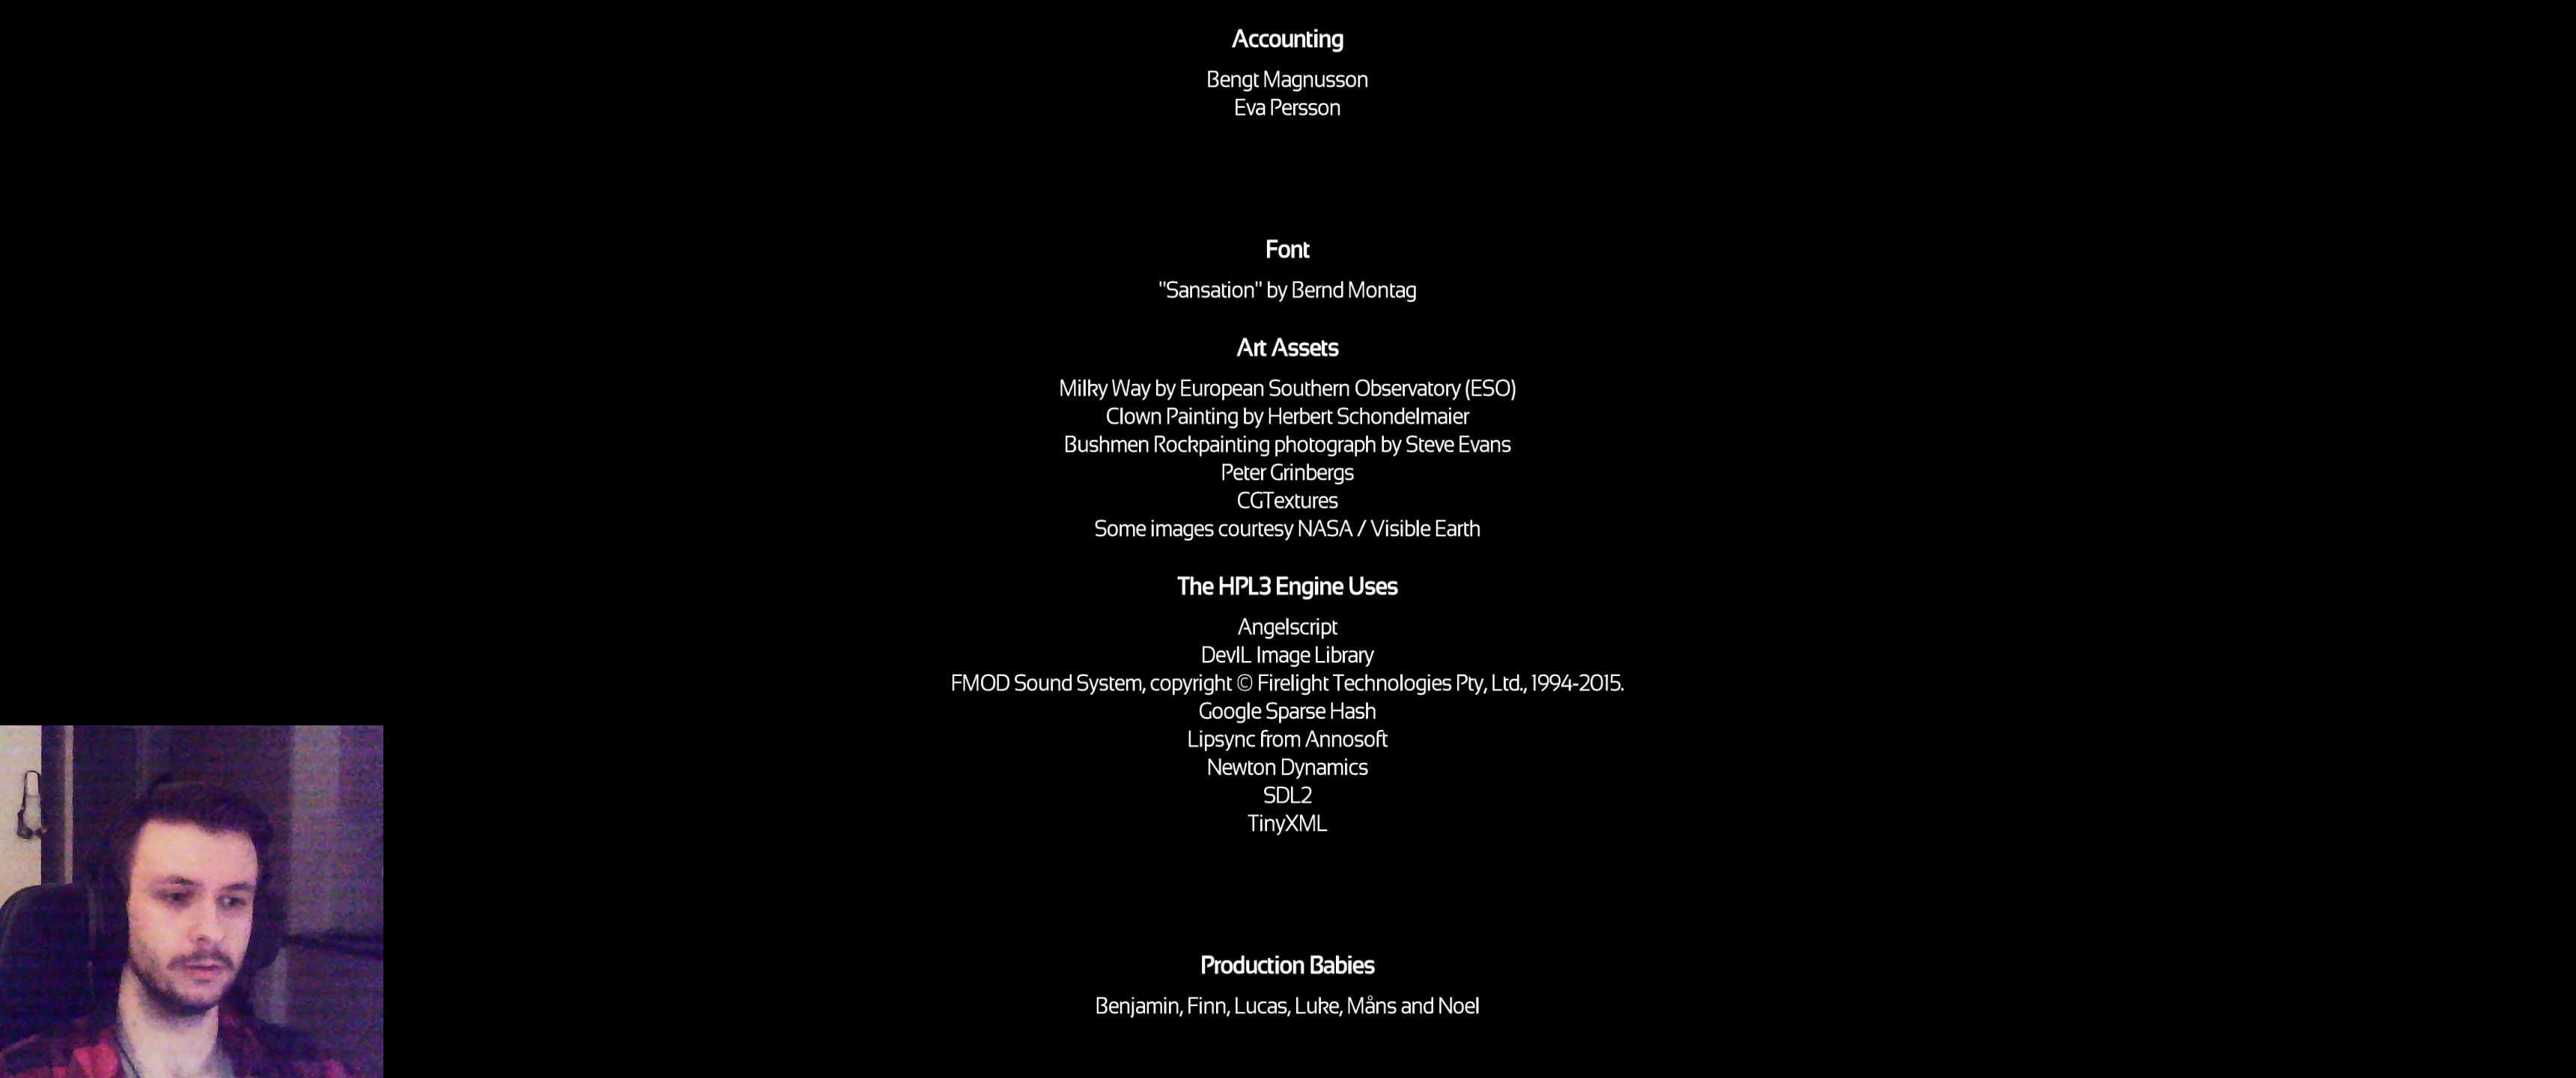 Accounting
Bengt Magnusson
Eva Persson
Font
"Sansation" by Bernd Montag
Art Assets
Milky Way by European Southern Observatory (ESO)
Clown Painting by Herbert Schondelmaier
Bushmen Rockpainting photograph by Steve Evans
Peter Grinbergs
CGTextures
Some images courtesy NASA / Visible Earth
The HPL3 Engine Uses
Angelscript
DevIL Image Library
FMOD Sound System, copyright © Firelight Technologies Pty, Ltd., 1994-2015.
Google Sparse Hash
Lipsync from Annosoft
Newton Dynamics
SDL2
TinyXML
Production Babies
Benjamin, Finn, Lucas, Luke, Måns and Noel